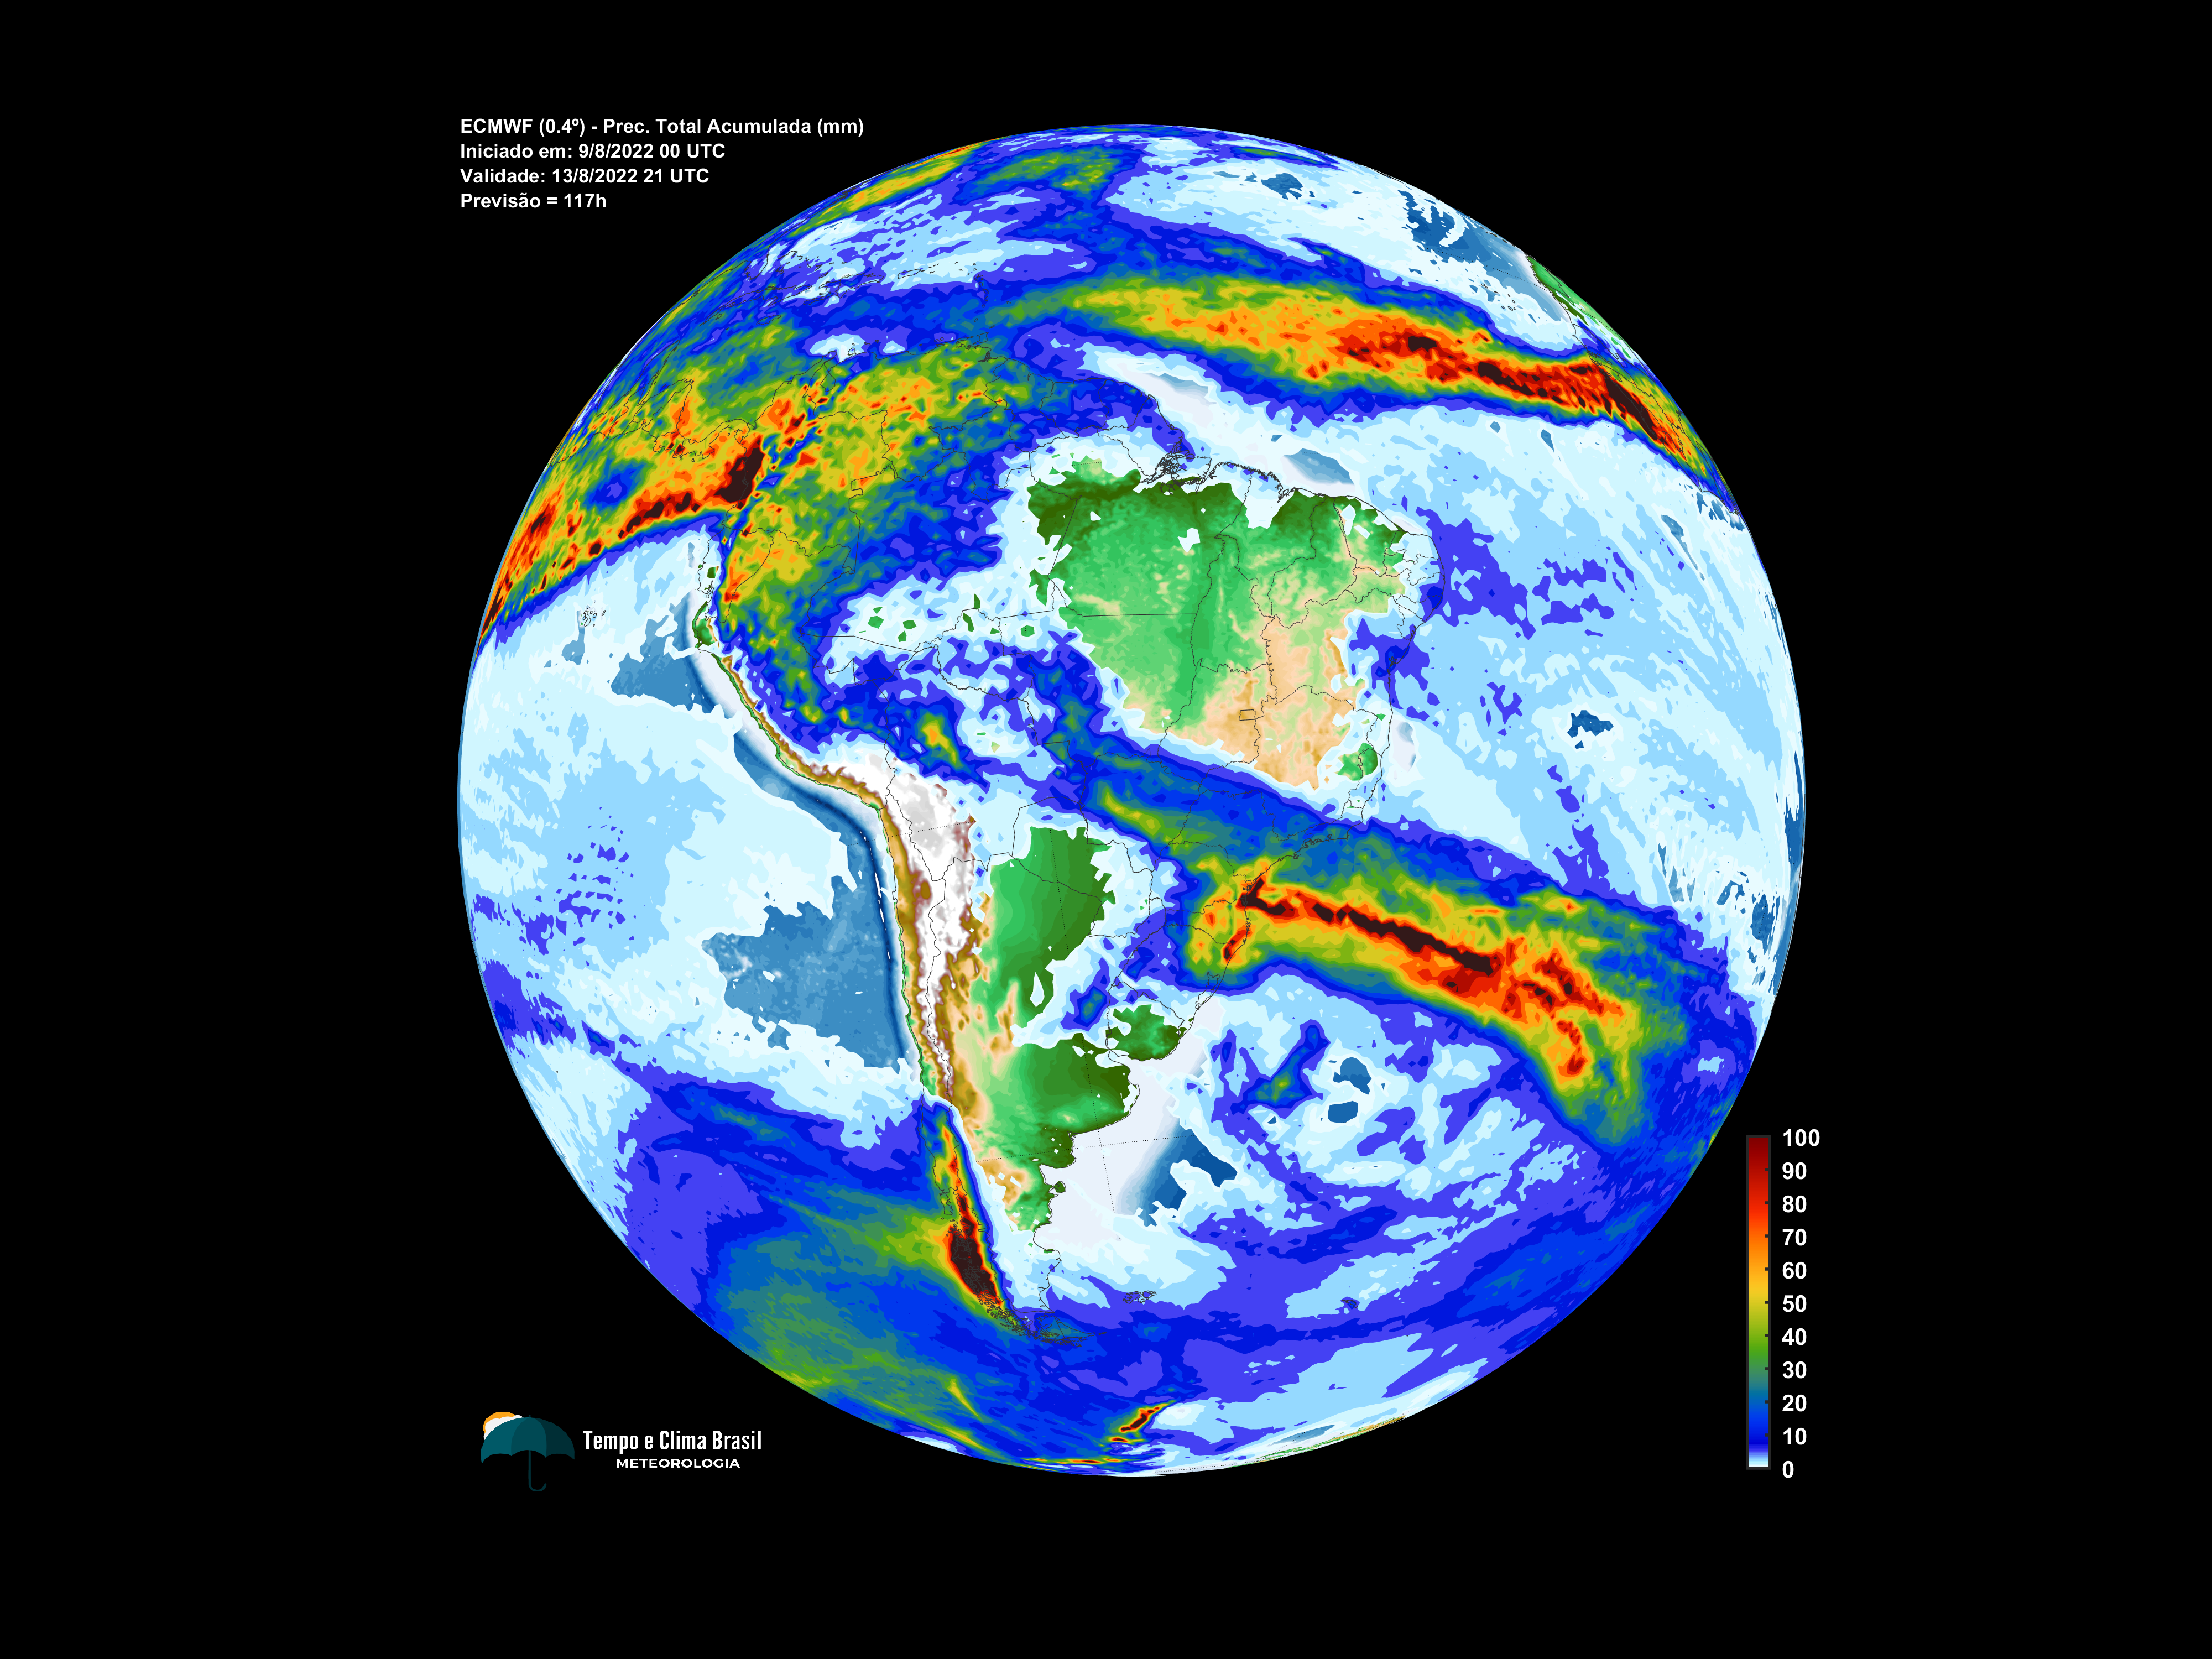 ECMWF (0.4º) - Prec. Total Acumulada (mm)
Iniciado em: 9/8/2022 00 UTC
Validade: 13/8/2022 21 UTC
Previsão = 117h
100
90
80
70
60
50
40
30
20
10
0
Tempo e Clima Brasil
METEOROLOGIA